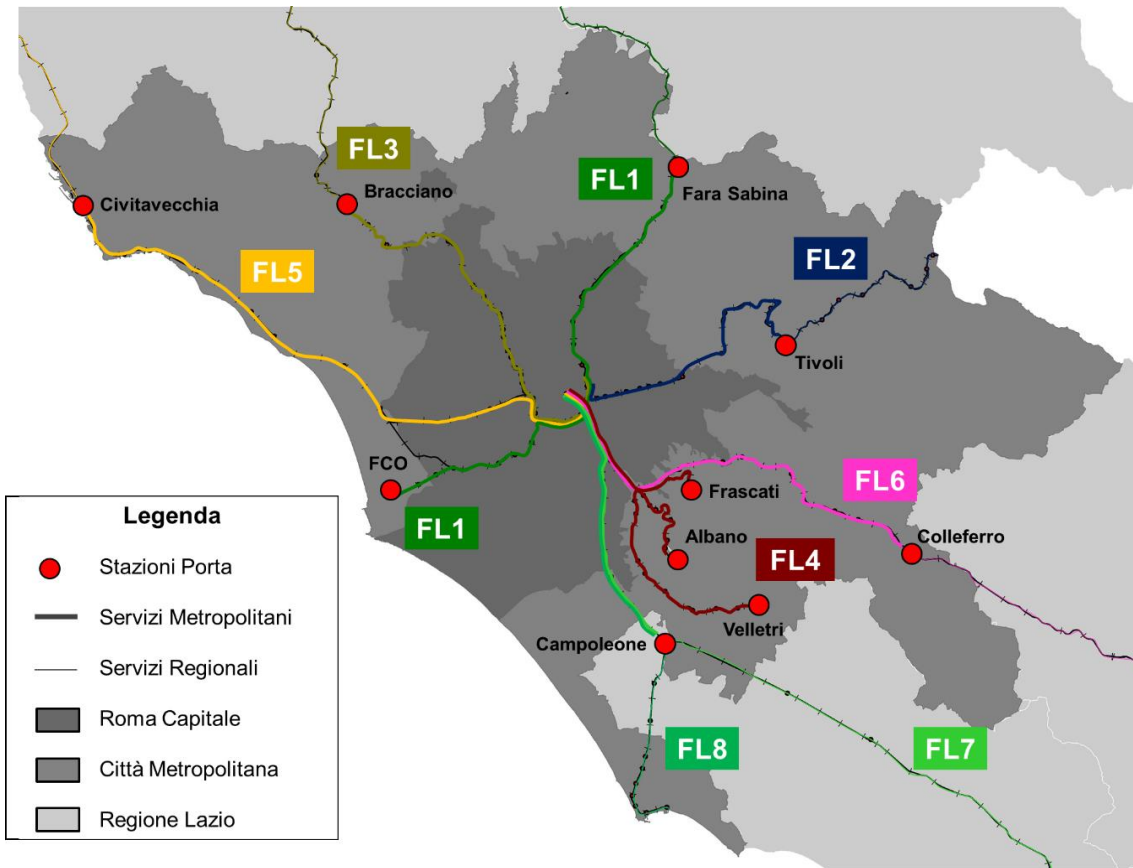 FL3
Bracciano
FL1
Fara Sabina
Civitavecchia
FL5
FL2
Tivoli
FCO
FL1
Frascati
FL6
Albano
Colleferro
FL4
Velletri
Campoleone
FL8
FL7
Legenda
Stazioni Porta
Servizi Metropolitani
Servizi Regionali
Roma Capitale
Città Metropolitana
Regione Lazio